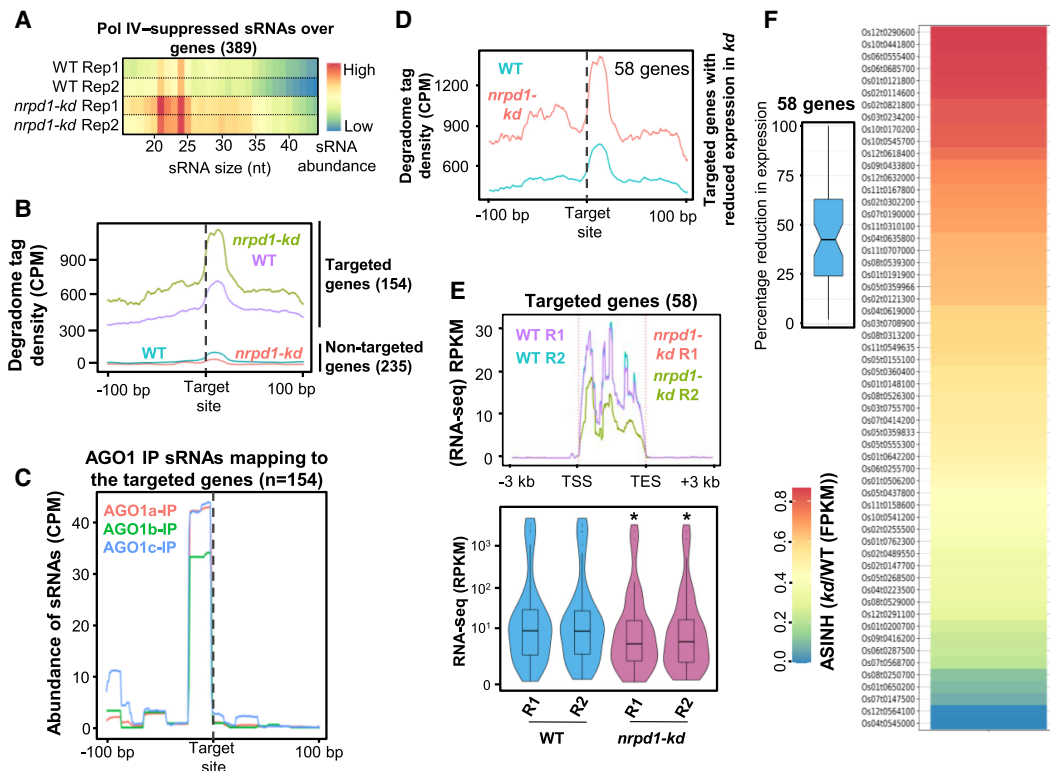 A
Pol IV–suppressed sRNAs over
genes (389)
WT Rep1
WT Rep2
nrpd1-kd Rep1
nrpd1-kd Rep2
20
30
40
sRNA size (nt)
High
Low
sRNA
abundance
B
Degradome tag
density (CPM)
900
600
300
0
nrpd1-kd
WT
WT
nrpd1-kd
Targeted
genes (154)
Non-targeted
genes (235)
-100 bp
Target
site
100 bp
C
AGO1 IP sRNAs mapping to
the targeted genes (n=154)
Abundance of sRNAs (CPM)
40
30
20
10
0
AGO1a-IP
AGO1b-IP
AGO1c-IP
-100 bp
Target
site
100 bp
D
Degradome tag
density (CPM)
1200
900
600
WT
nrpd1-
kd
58 genes
-100 bp
Target
site
100 bp
Targeted genes with
reduced expression in kd
E
Targeted genes (58)
(RNA-seq) RPKM
30
20
10
0
WT R1
WT R2
nrpd1-
kd R1
nrpd1-
kd R2
-3 kb
TSS
TES
+3 kb
RNA-seq (RPKM)
10³
10²
10¹
0
*
*
R1
R2
R1
R2
WT
nrpd1-kd
F
58 genes
Percentage reduction in expression
100
75
50
25
0
0.8
0.6
0.4
0.2
0.0
ASINH (kd/WT (FPKM))
Os12t0290600
Os10t0441800
Os06t0555400
Os06t0685700
Os01t0121800
Os02t0114600
Os02t0821800
Os03t0234200
Os10t0170200
Os10t0545700
Os12t0618400
Os09t0433800
Os12t0631100
Os11t0167800
Os02t0302200
Os07t0190000
Os11t0310100
Os04t0635800
Os11t0707000
Os08t0539200
Os01t0191900
Os05t0359966
Os02t0121300
Os04t0619000
Os03t0708900
Os08t0313200
Os11t0549635
Os05t0155100
Os05t0360400
Os01t0148100
Os08t0526300
Os03t0755700
Os07t0414200
Os05t0359833
Os05t0555300
Os01t0641000
Os06t0255700
Os01t0506200
Os05t0437800
Os11t0158600
Os10t0541200
Os02t0255500
Os01t0762300
Os02t0489550
Os02t0177300
Os05t0268500
Os04t0223500
Os08t0529000
Os12t0291100
Os01t0200700
Os09t0416200
Os06t0286700
Os07t0568700
Os08t0250700
Os01t0650200
Os07t0147500
Os12t0564100
Os04t0545000